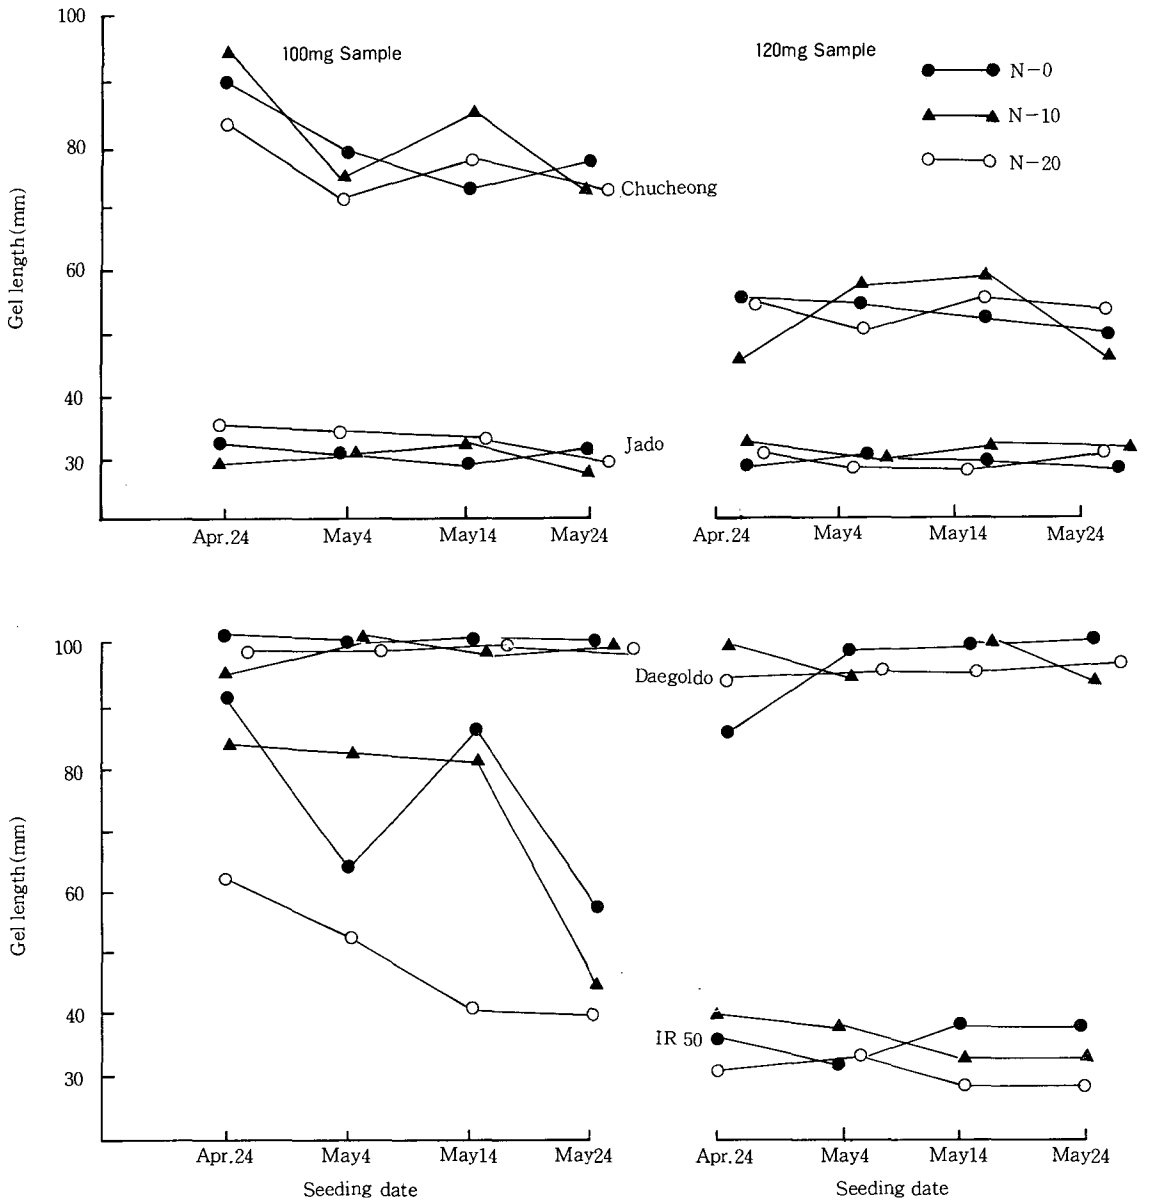 100
100mg Sample
120mg Sample
N-0
N-10
N-20
80
Chucheong
60
Gel length(mm)
40
Jado
30
Apr.24 May4 May14 May24
Apr.24 May4 May14 May24
100
Daegoldo
80
60
Gel length(mm)
40
IR 50
30
Apr.24 May4 May14 May24
Apr.24 May4 May14 May24
Seeding date
Seeding date